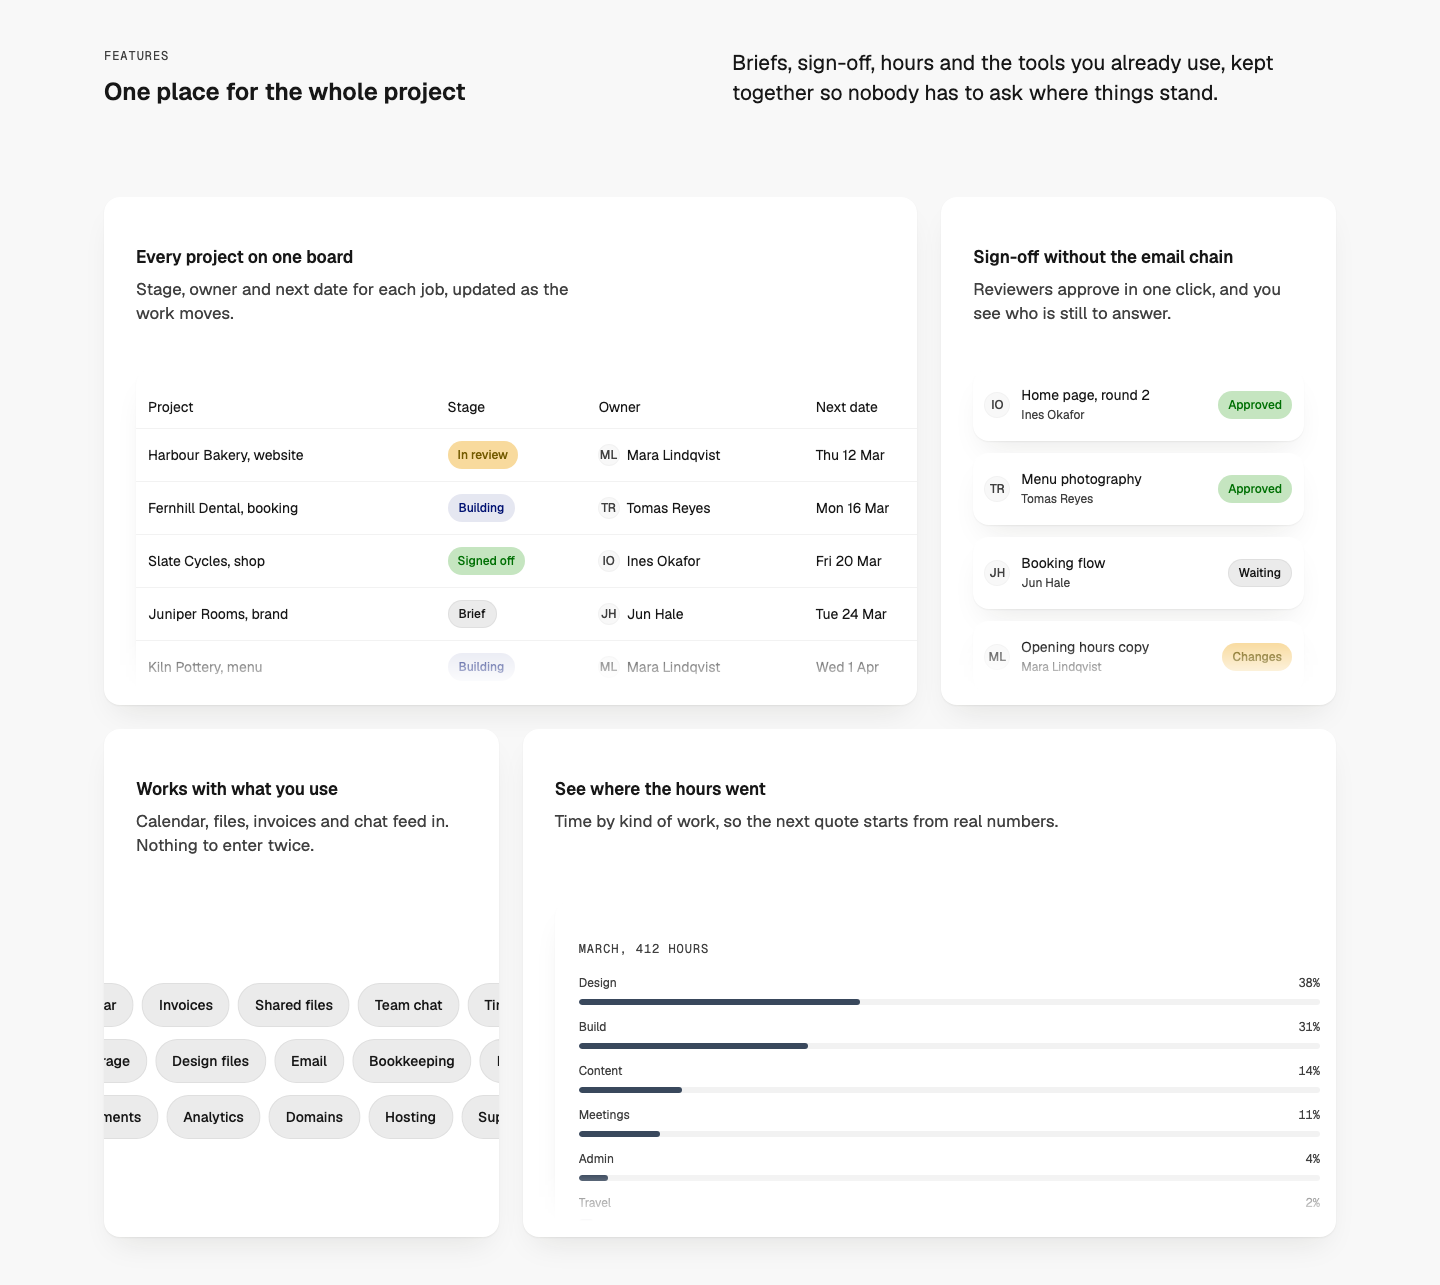 FEATURES
One place for the whole project
Briefs, sign-off, hours and the tools you already use, kept
together so nobody has to ask where things stand.
Every project on one board
Stage, owner and next date for each job, updated as the
work moves.
Project Stage Owner Next date
Harbour Bakery, website In review ML Mara Lindqvist Thu 12 Mar
Fernhill Dental, booking Building TR Tomas Reyes Mon 16 Mar
Slate Cycles, shop Signed off IO Ines Okafor Fri 20 Mar
Juniper Rooms, brand Brief JH Jun Hale Tue 24 Mar
Kiln Pottery, menu Building ML Mara Lindqvist Wed 1 Apr
Sign-off without the email chain
Reviewers approve in one click, and you
see who is still to answer.
IO Home page, round 2 Approved
Ines Okafor
TR Menu photography Approved
Tomas Reyes
JH Booking flow Waiting
Jun Hale
ML Opening hours copy Changes
Mara Lindqvist
Works with what you use
Calendar, files, invoices and chat feed in.
Nothing to enter twice.
ar Invoices Shared files Team chat
rage Design files Email Bookkeeping
ments Analytics Domains Hosting Sup
See where the hours went
Time by kind of work, so the next quote starts from real numbers.
MARCH, 412 HOURS
Design 38%
Build 31%
Content 14%
Meetings 11%
Admin 4%
Travel 2%